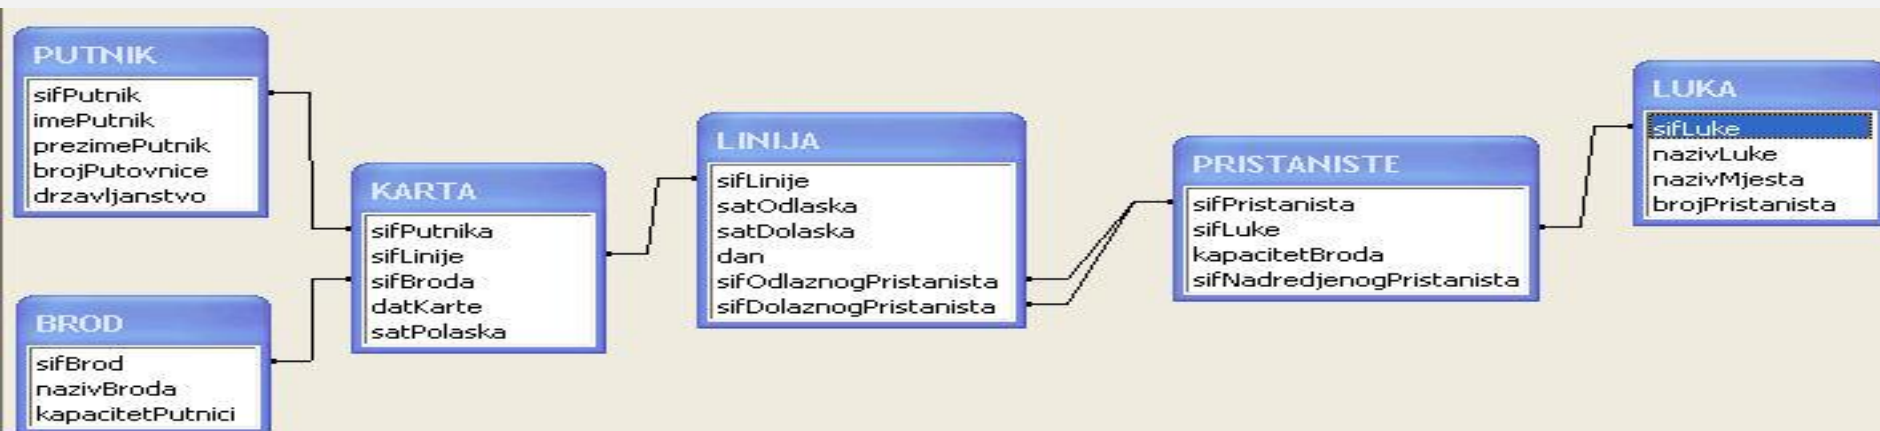 PUTNIK
sifPutnik
imePutnik
prezimePutnik
brojPutovnice
drzavljanstvo
BROD
sifBrod
nazivBroda
kapacitetPutnici
KARTA
sifPutnika
sifLinije
sifBroda
datKarte
satPolaska
LINIJA
sifLinije
satOdlaska
satDolaska
dan
sifOdlaznogPristanista
sifDolaznogPristanista
PRISTANISTE
sifPristanista
sifLuke
kapacitetBroda
sifNadredjenogPristanista
LUKA
sifLuke
nazivLuke
nazivMjesta
brojPristanista